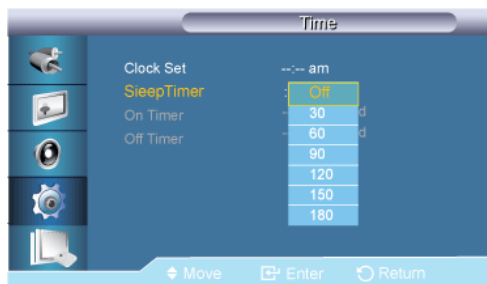 Time
Clock Set --:-- am
SleepTimer : Off
On Timer - 30 d
Off Timer - 60 d
90
120
150
180
Move Enter Return